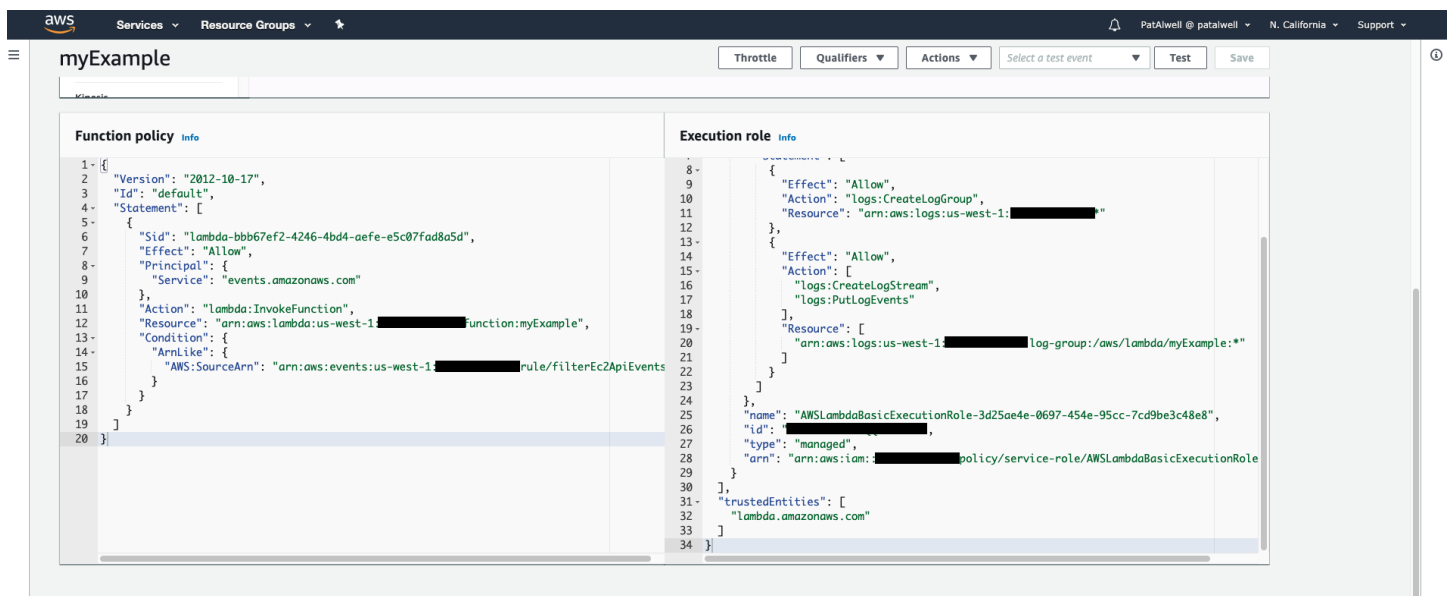 aws Services Resource Groups PatAlwell @ patalwell N. California Support
myExample Throttle Qualifiers Actions Select a test event Test Save
Kinesis
Function policy Info
1 {
2 "Version": "2012-10-17",
3 "Id": "default",
4 "Statement": [
5 {
6 "Sid": "lambda-bbb67ef2-4246-4bd4-aefe-e5c07fad8a5d",
7 "Effect": "Allow",
8 "Principal": {
9 "Service": "events.amazonaws.com"
10 },
11 "Action": "lambda:InvokeFunction",
12 "Resource": "arn:aws:lambda:us-west-1: function:myExample",
13 "Condition": {
14 "ArnLike": {
15 "AWS:SourceArn": "arn:aws:events:us-west-1: rule/filterEc2ApiEvents
16 }
17 }
18 }
19 ]
20 }
Execution role Info
7 "Statement": [
8 {
9 "Effect": "Allow",
10 "Action": "logs:CreateLogGroup",
11 "Resource": "arn:aws:logs:us-west-1: *"
12 },
13 {
14 "Effect": "Allow",
15 "Action": [
16 "logs:CreateLogStream",
17 "logs:PutLogEvents"
18 ],
19 "Resource": [
20 "arn:aws:logs:us-west-1: log-group:/aws/lambda/myExample:*"
21 ]
22 }
23 ]
24 },
25 "name": "AWSLambdaBasicExecutionRole-3d25ae4e-0697-454e-95cc-7cd9be3c48e8",
26 "id": " ,
27 "type": "managed",
28 "arn": "arn:aws:iam:: policy/service-role/AWSLambdaBasicExecutionRole
29 }
30 ],
31 "trustedEntities": [
32 "lambda.amazonaws.com"
33 ]
34 }